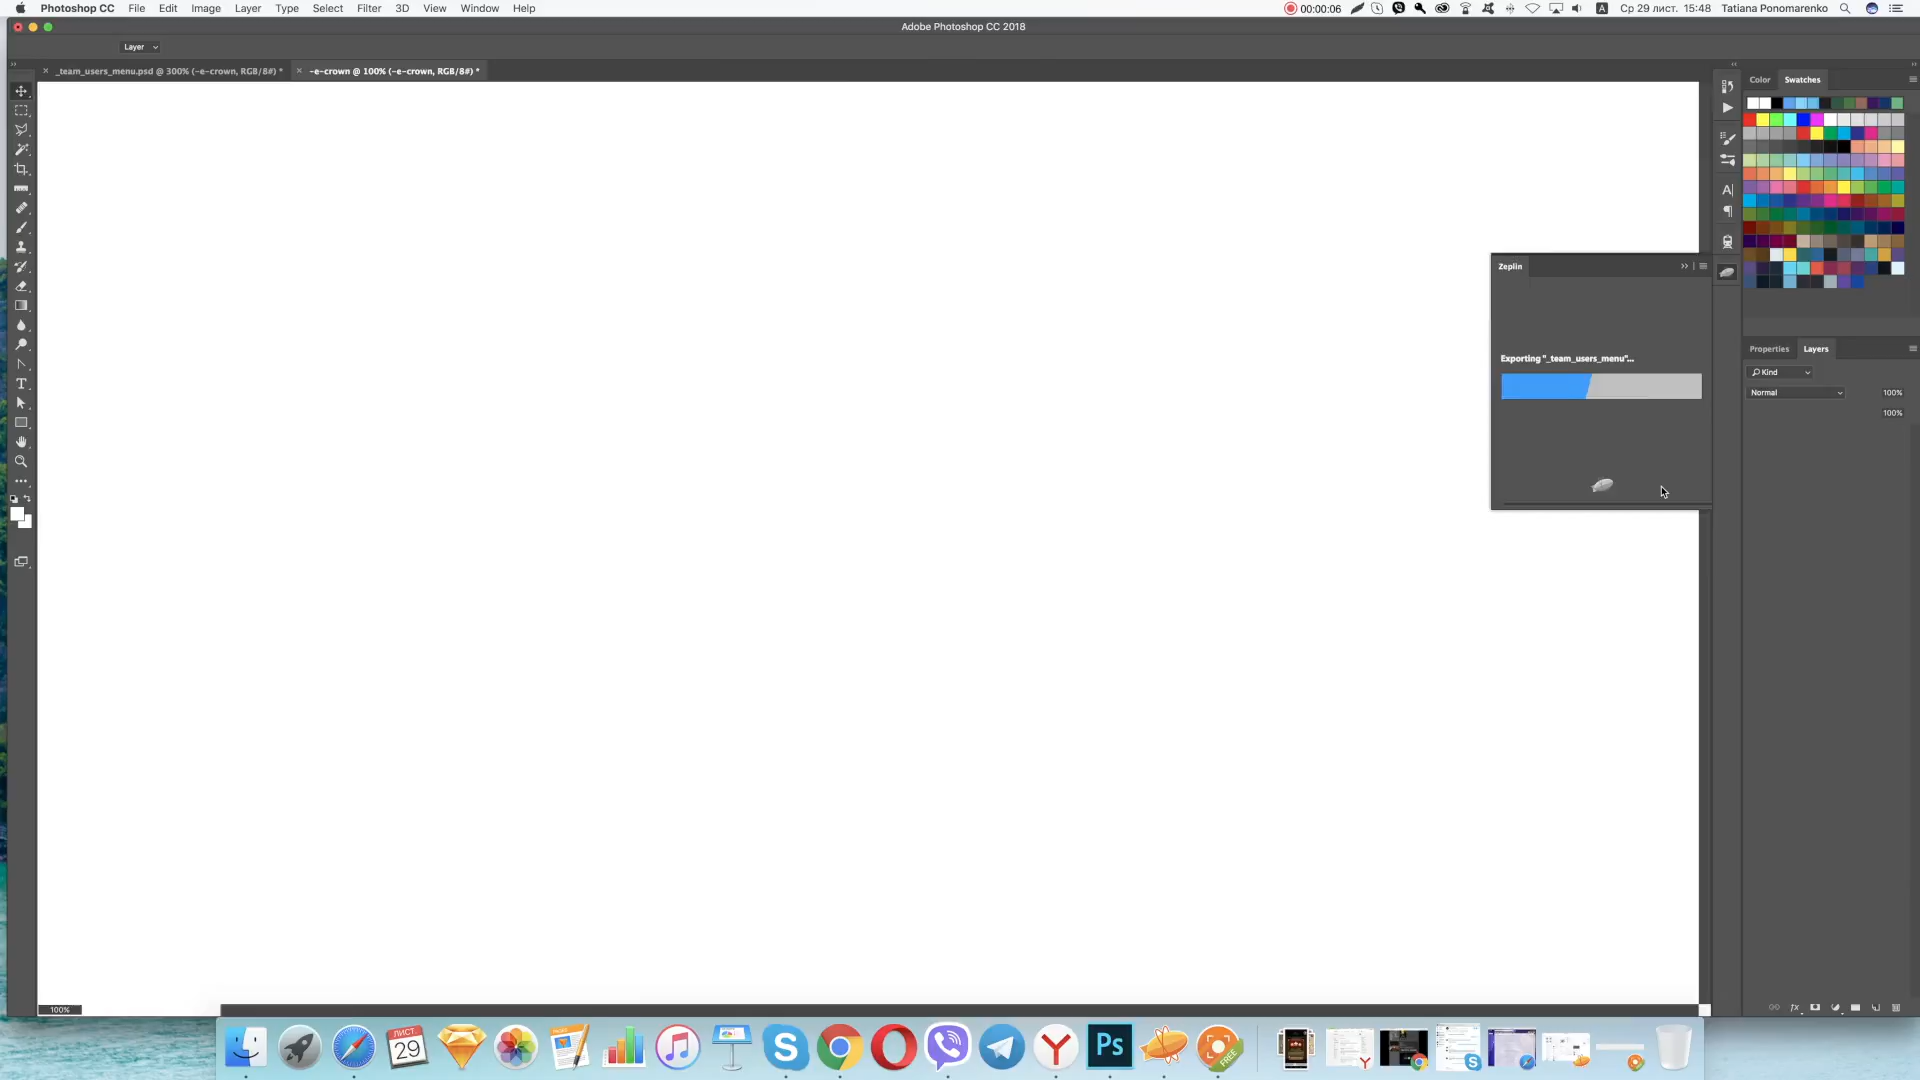 Photoshop CC File Edit Image Layer Type Select Filter 3D View Window Help
00:00:06 A Ср 29 лист. 15:48 Tatiana Ponomarenko
Adobe Photoshop CC 2018
Layer
_team_users_menu.psd @ 300% (~e-crown, RGB/8#) *
~e-crown @ 100% (~e-crown, RGB/8#) *
Color Swatches
Zeplin
Exporting "_team_users_menu"...
Properties Layers
Kind
Normal 100%
100%
100%
ЛИСТ.
29
FREE